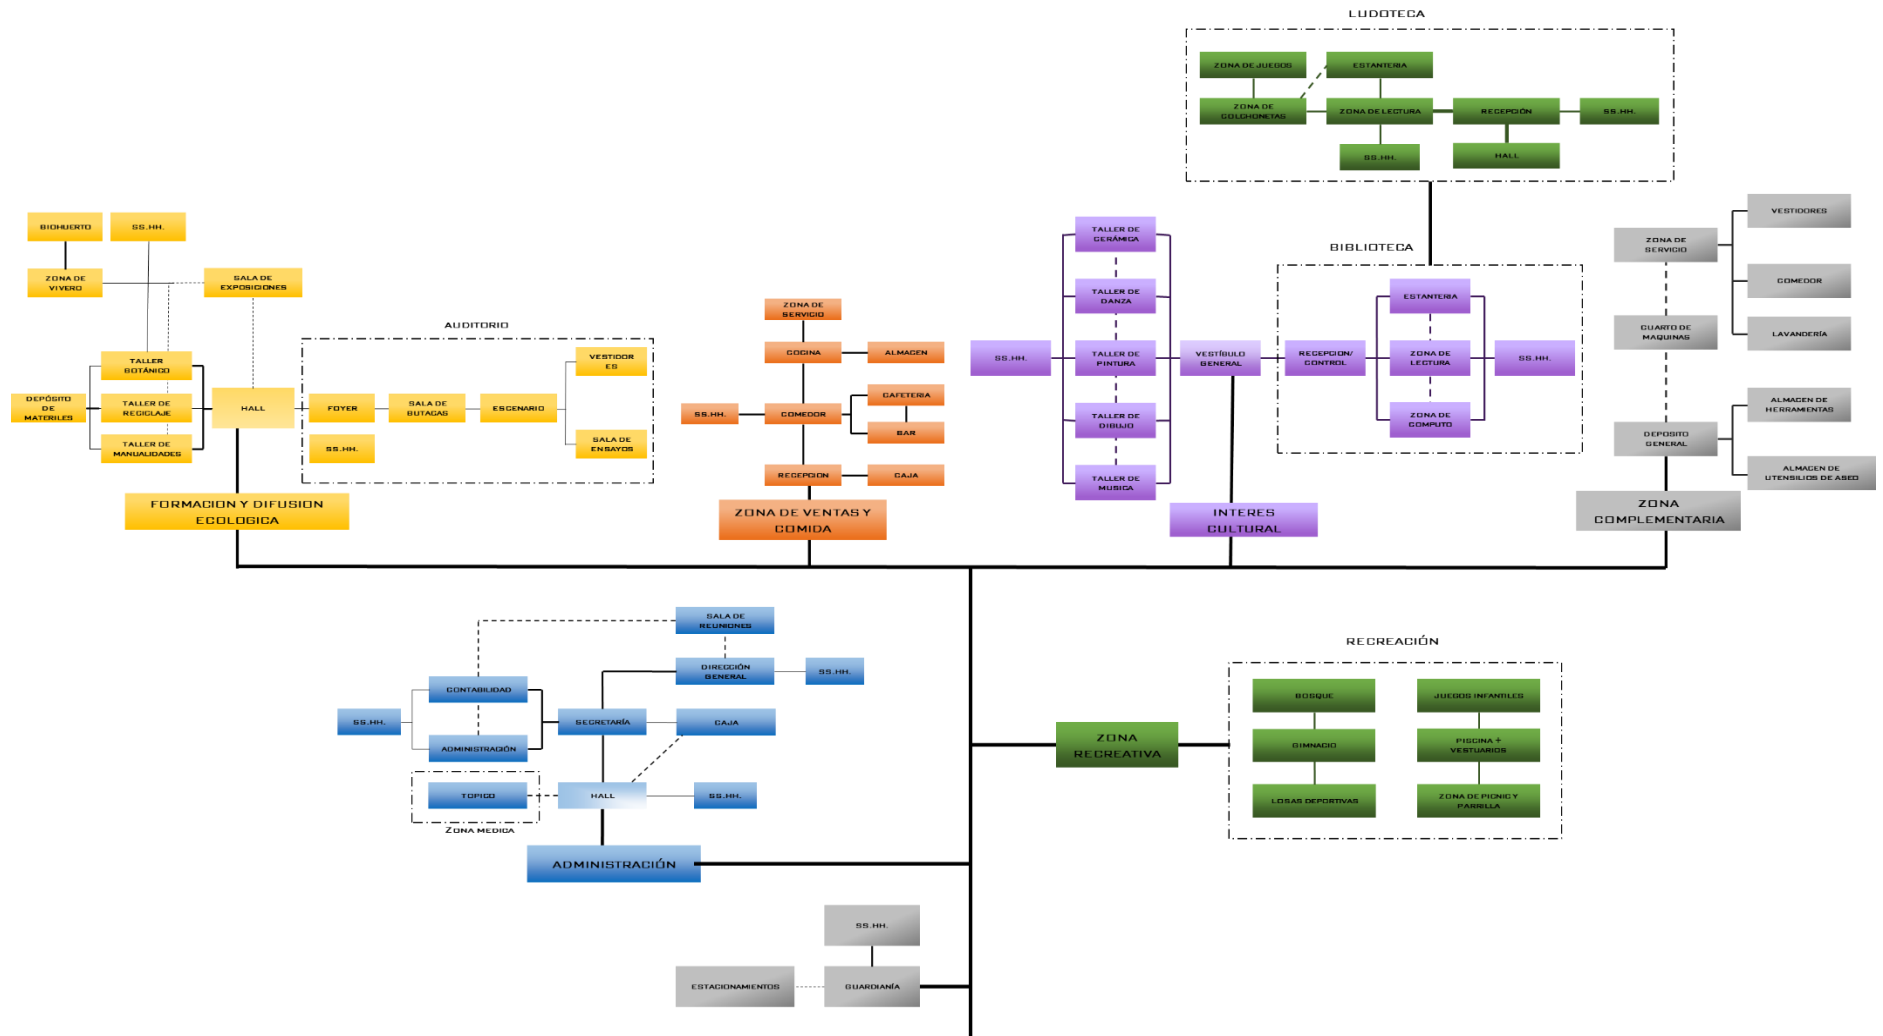 LUDOTECA
ZONA DE JUEGOS
ESTANTERIA
ZONA DE
COLCHONETAS
ZONA DE LECTURA
RECEPCIÓN
SS.HH.
SS.HH.
HALL
BIOHUERTO
SS.HH.
ZONA DE
VIVERO
SALA DE
EXPOSICIONES
AUDITORIO
TALLER
BOTÁNICO
DEPÓSITO
DE
MATERILES
TALLER DE
RECICLAJE
TALLER DE
MANUALIDADES
HALL
FOYER
SALA DE
BUTACAS
ESCENARIO
VESTIDOR
ES
SALA DE
ENSAYOS
SS.HH.
FORMACION Y DIFUSION
ECOLOGICA
ZONA DE
SERVICIO
COCINA
ALMACEN
SS.HH.
COMEDOR
CAFETERIA
BAR
RECEPCION
CAJA
ZONA DE VENTAS Y
COMIDA
TALLER DE
CERÁMICA
TALLER DE
DANZA
SS.HH.
TALLER DE
PINTURA
TALLER DE
DIBUJO
TALLER DE
MUSICA
VESTÍBULO
GENERAL
BIBLIOTECA
RECEPCION/
CONTROL
ESTANTERIA
ZONA DE
LECTURA
ZONA DE
COMPUTO
SS.HH.
INTERES
CULTURAL
ZONA DE
SERVICIO
VESTIDORES
COMEDOR
LAVANDERÍA
CUARTO DE
MAQUINAS
DEPOSITO
GENERAL
ALMACEN DE
HERRAMIENTAS
ALMACEN DE
UTENSILIOS DE ASEO
ZONA
COMPLEMENTARIA
SALA DE
REUNIONES
DIRECCIÓN
GENERAL
SS.HH.
CONTABILIDAD
SS.HH.
SECRETARÍA
CAJA
ADMINISTRACIÓN
TOPICO
HALL
SS.HH.
ZONA MEDICA
ADMINISTRACIÓN
RECREACIÓN
ZONA
RECREATIVA
BOSQUE
JUEGOS INFANTILES
GIMNACIO
PISCINA +
VESTUARIOS
LOSAS DEPORTIVAS
ZONA DE PICNIC Y
PARRILLA
SS.HH.
ESTACIONAMIENTOS
GUARDIANÍA